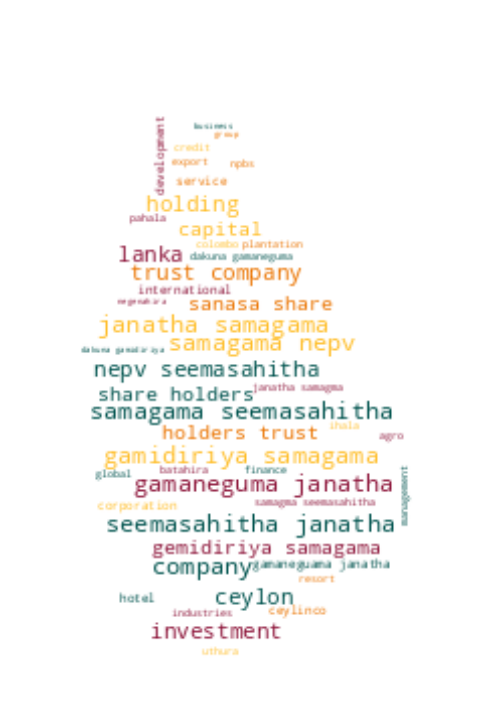 business
development
group
credit
export
npbs
service
holding
pahala
capital
colombo plantation
lanka
dakuna gamaneguma
trust company
international
negenahira
sanasa share
janatha samagama
samagama nepv
dakuna gamidiriya
nepv seemasahitha
janatha samagma
share holders
samagama seemasahitha
ihala
holders trust
agro
gamidiriya samagama
batahira
finance
global
gamaneguma janatha
management
samagma seemasahitha
corporation
seemasahitha janatha
gemidiriya samagama
company
gamaneguama janatha
resort
hotel
ceylon
industries
ceylinco
investment
uthura